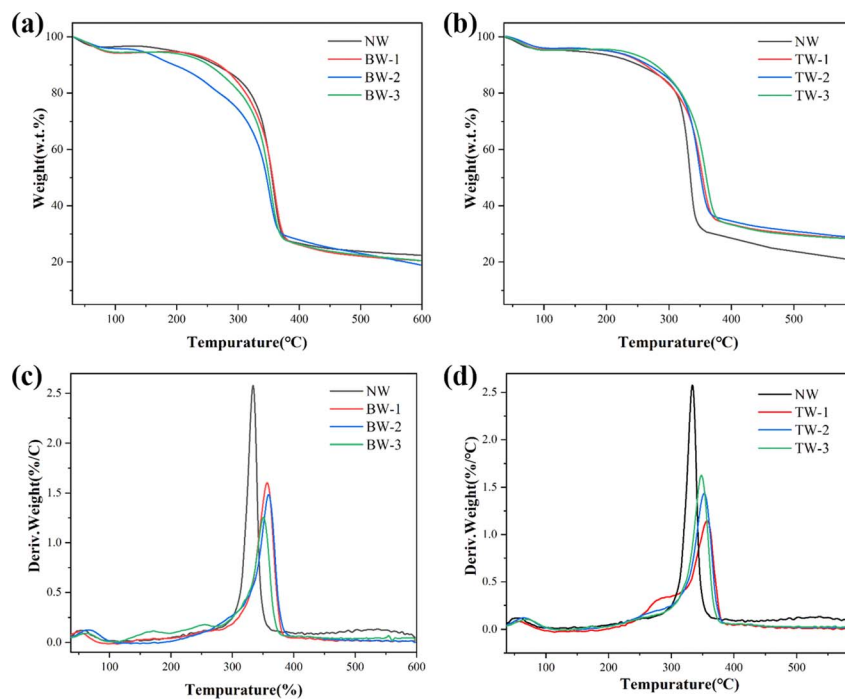 (a)
NW
BW-1
BW-2
BW-3
100
80
60
40
20
Weight(w.t.%)
100 200 300 400 500 600
Tempurature(℃)
(b)
NW
TW-1
TW-2
TW-3
100
80
60
40
20
Weight(w.t.%)
100 200 300 400 500
Tempurature(℃)
(c)
NW
BW-1
BW-2
BW-3
2.5
2.0
1.5
1.0
0.5
0.0
Deriv.Weight(%/C)
100 200 300 400 500 600
Tempurature(%)
(d)
NW
TW-1
TW-2
TW-3
2.5
2.0
1.5
1.0
0.5
0.0
Deriv.Weight(%/℃)
0 100 200 300 400 500
Tempurature(℃)